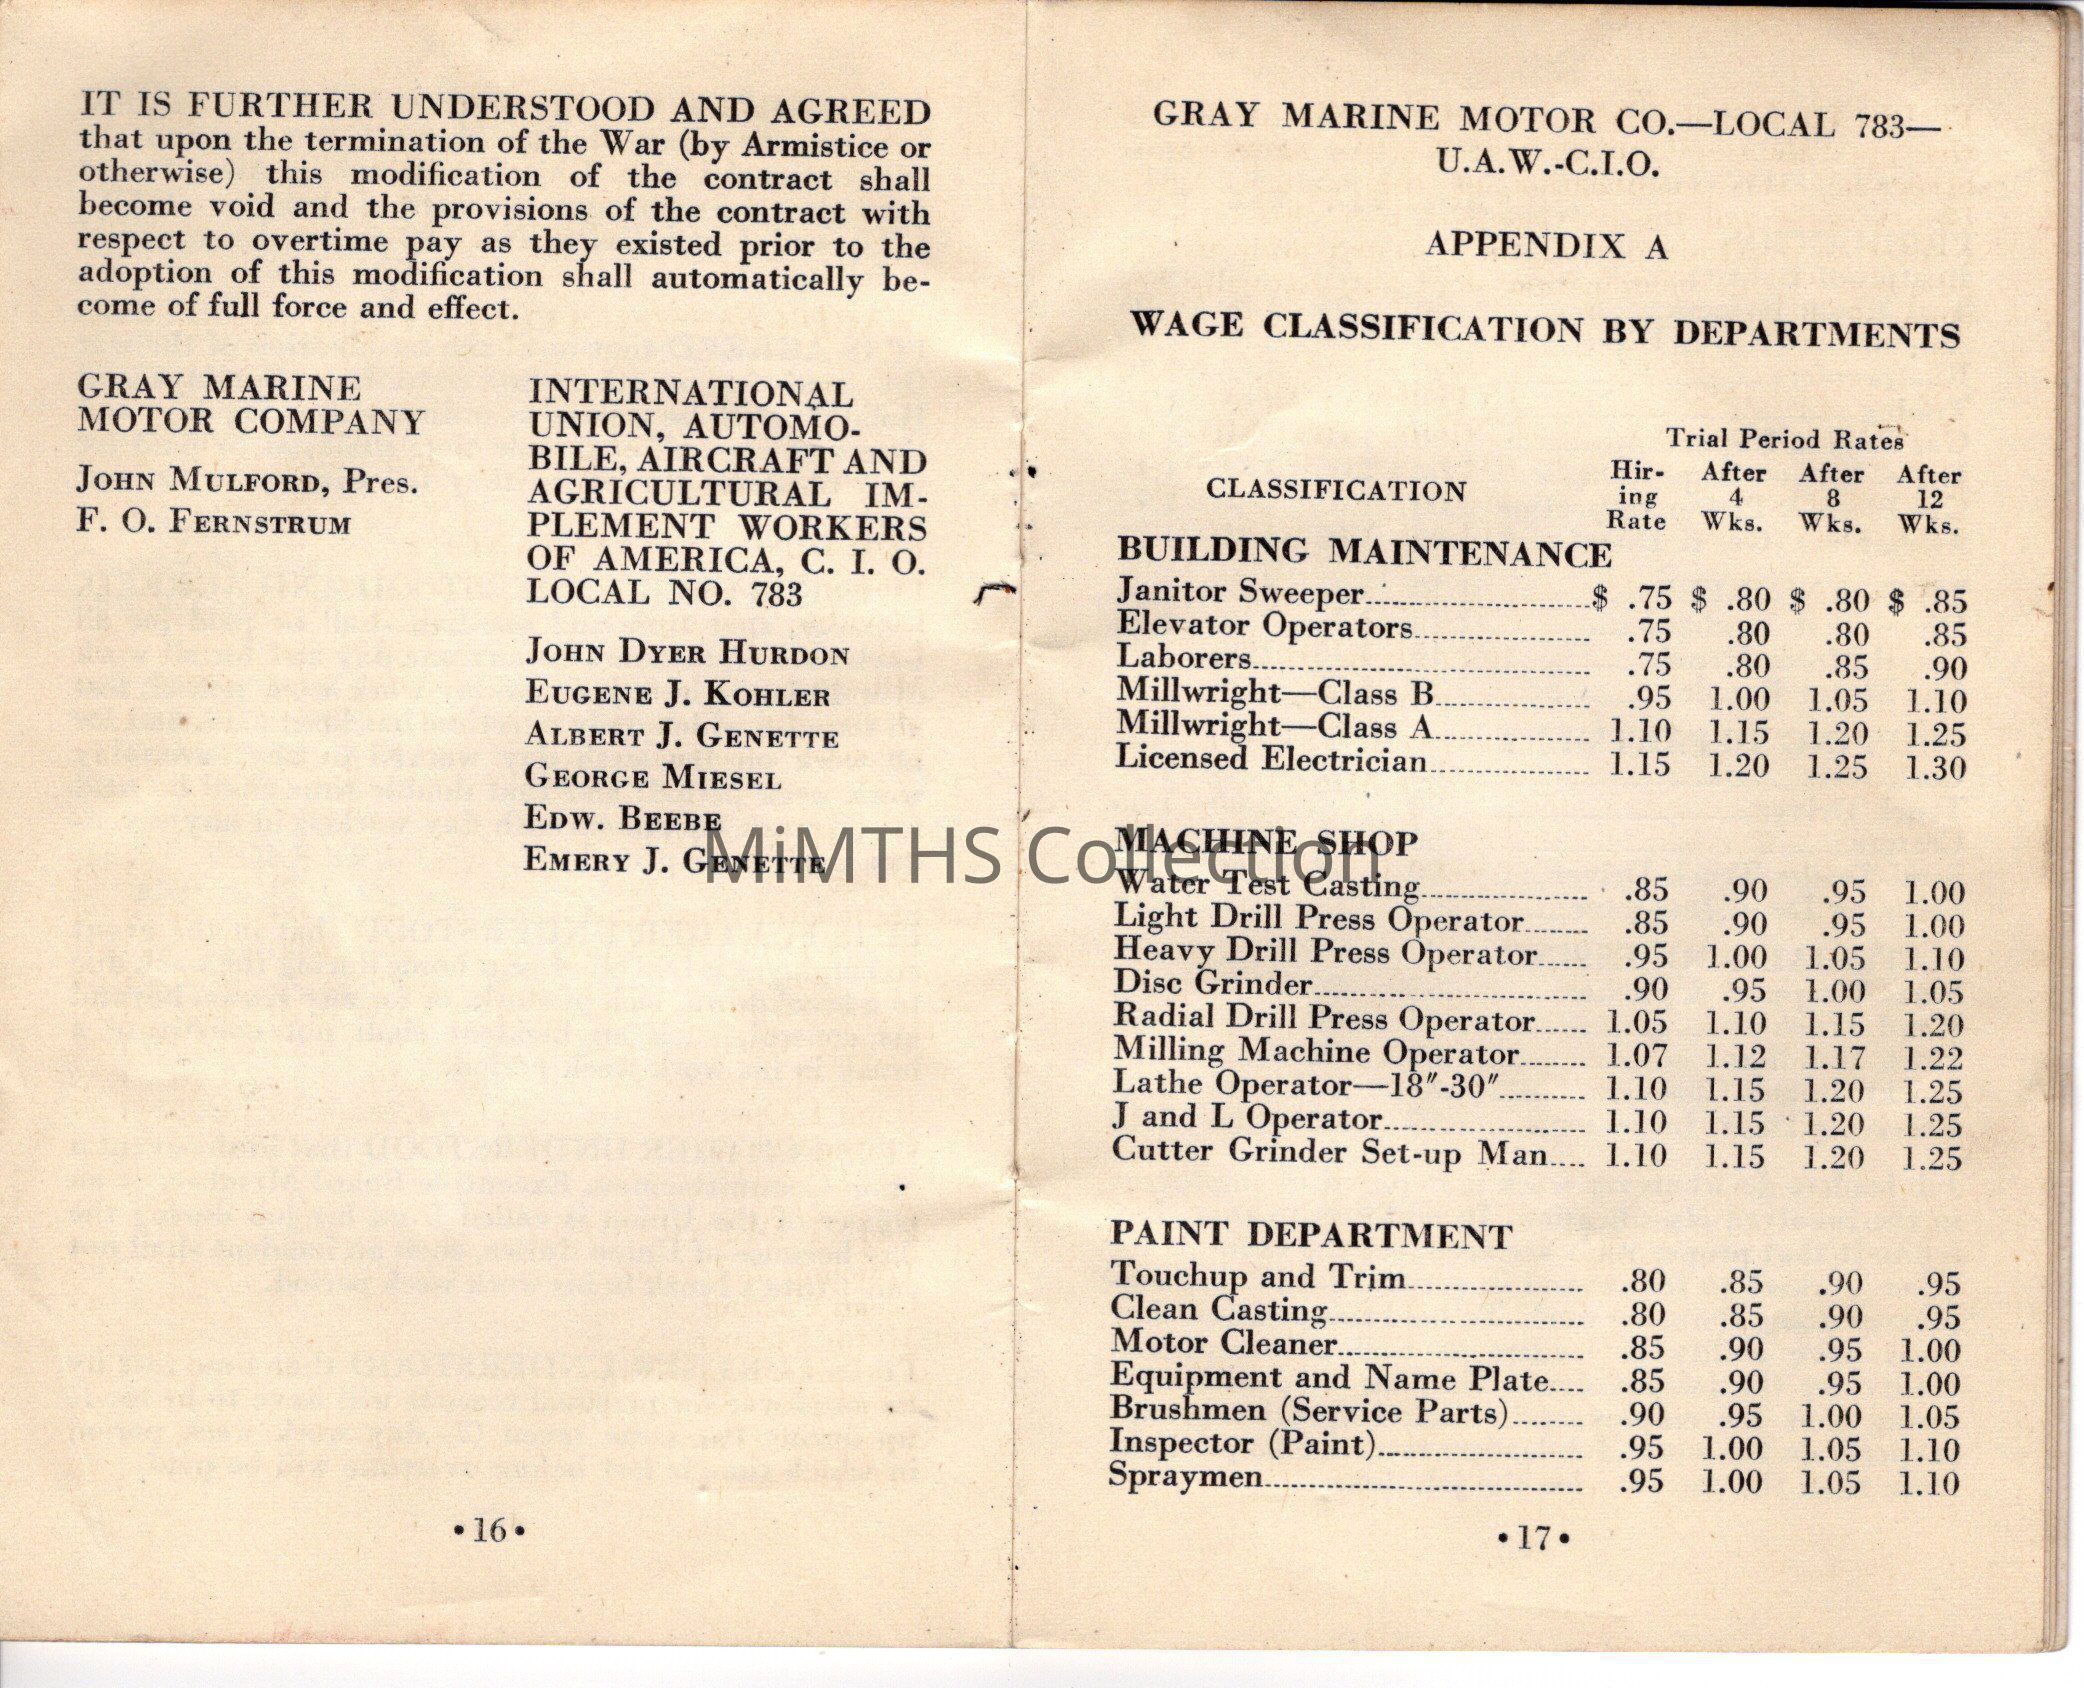 IT IS FURTHER UNDERSTOOD AND AGREED
that upon the termination of the War (by Armistice or
otherwise) this modification of the contract shall
become void and the provisions of the contract with
respect to overtime pay as they existed prior to the
adoption of this modification shall automatically be-
come of full force and effect.
GRAY MARINE
MOTOR COMPANY
JOHN MULFORD, Pres.
F. O. FERNSTRUM
INTERNATIONAL
UNION, AUTOMO-
BILE, AIRCRAFT AND
AGRICULTURAL IM-
PLEMENT WORKERS
OF AMERICA, C. I. O.
LOCAL NO. 783
JOHN DYER HURDON
EUGENE J. KOHLER
ALBERT J. GENETTE
GEORGE MIESEL
EDW. BEEBE
EMERY J. GENETTE
•16•
MiMTHS Collection
GRAY MARINE MOTOR CO.—LOCAL 783—
U.A.W.-C.I.O.
APPENDIX A
WAGE CLASSIFICATION BY DEPARTMENTS
Trial Period Rates
Hir- After After After
CLASSIFICATION ing 4 8 12
Rate Wks. Wks. Wks.
BUILDING MAINTENANCE
Janitor Sweeper $ .75 $ .80 $ .80 $ .85
Elevator Operators .75 .80 .80 .85
Laborers .75 .80 .85 .90
Millwright—Class B .95 1.00 1.05 1.10
Millwright—Class A 1.10 1.15 1.20 1.25
Licensed Electrician 1.15 1.20 1.25 1.30
MACHINE SHOP
Water Test Casting .85 .90 .95 1.00
Light Drill Press Operator .85 .90 .95 1.00
Heavy Drill Press Operator .95 1.00 1.05 1.10
Disc Grinder .90 .95 1.00 1.05
Radial Drill Press Operator 1.05 1.10 1.15 1.20
Milling Machine Operator 1.07 1.12 1.17 1.22
Lathe Operator—18″-30″ 1.10 1.15 1.20 1.25
J and L Operator 1.10 1.15 1.20 1.25
Cutter Grinder Set-up Man 1.10 1.15 1.20 1.25
PAINT DEPARTMENT
Touchup and Trim .80 .85 .90 .95
Clean Casting .80 .85 .90 .95
Motor Cleaner .85 .90 .95 1.00
Equipment and Name Plate .85 .90 .95 1.00
Brushmen (Service Parts) .90 .95 1.00 1.05
Inspector (Paint) .95 1.00 1.05 1.10
Spraymen .95 1.00 1.05 1.10
•17•